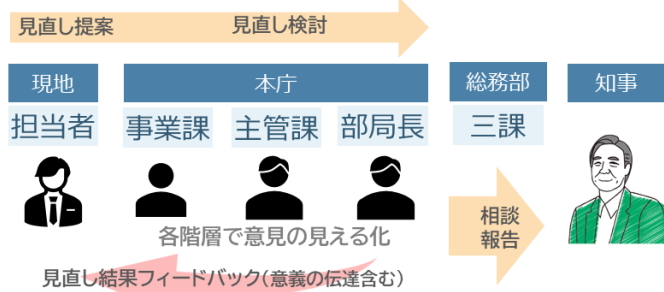 見直し提案 見直し検討
現地 本庁 総務部 知事
担当者 事業課 主管課 部局長 三課
各階層で意見の見える化
相談
報告
見直し結果フィードバック(意義の伝達含む)